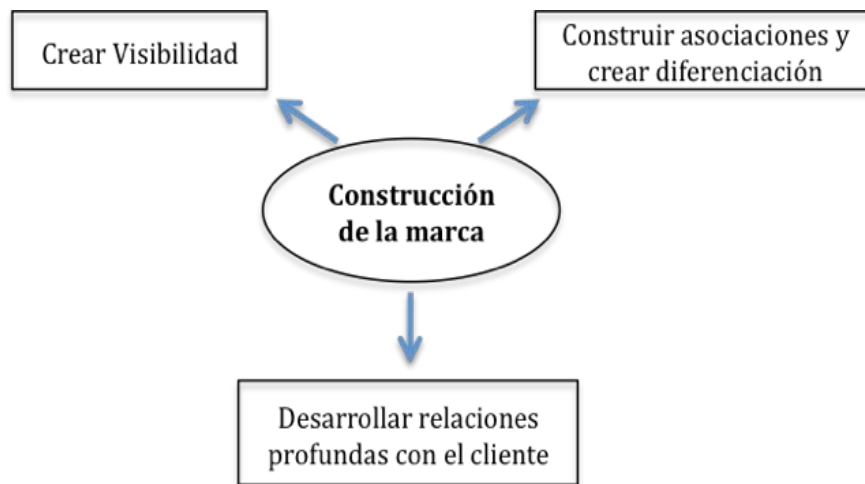 Crear Visibilidad
Construir asociaciones y
crear diferenciación
Construcción
de la marca
Desarrollar relaciones
profundas con el cliente